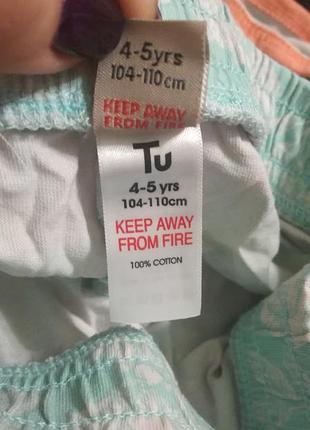 4-5yrs
104-110cm
KEEP AWAY
FROM FIRE
Tu
4-5 yrs
104-110cm
KEEP AWAY
FROM FIRE
100% COTTON